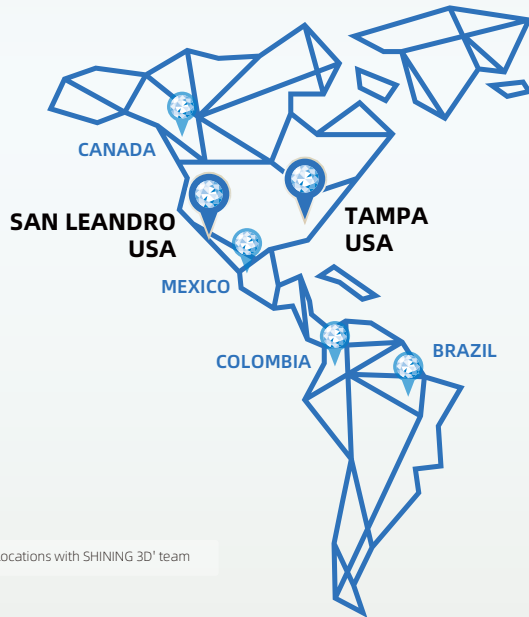 CANADA
SAN LEANDRO
USA
TAMPA
USA
MEXICO
COLOMBIA
BRAZIL
ocations with SHINING 3D' team